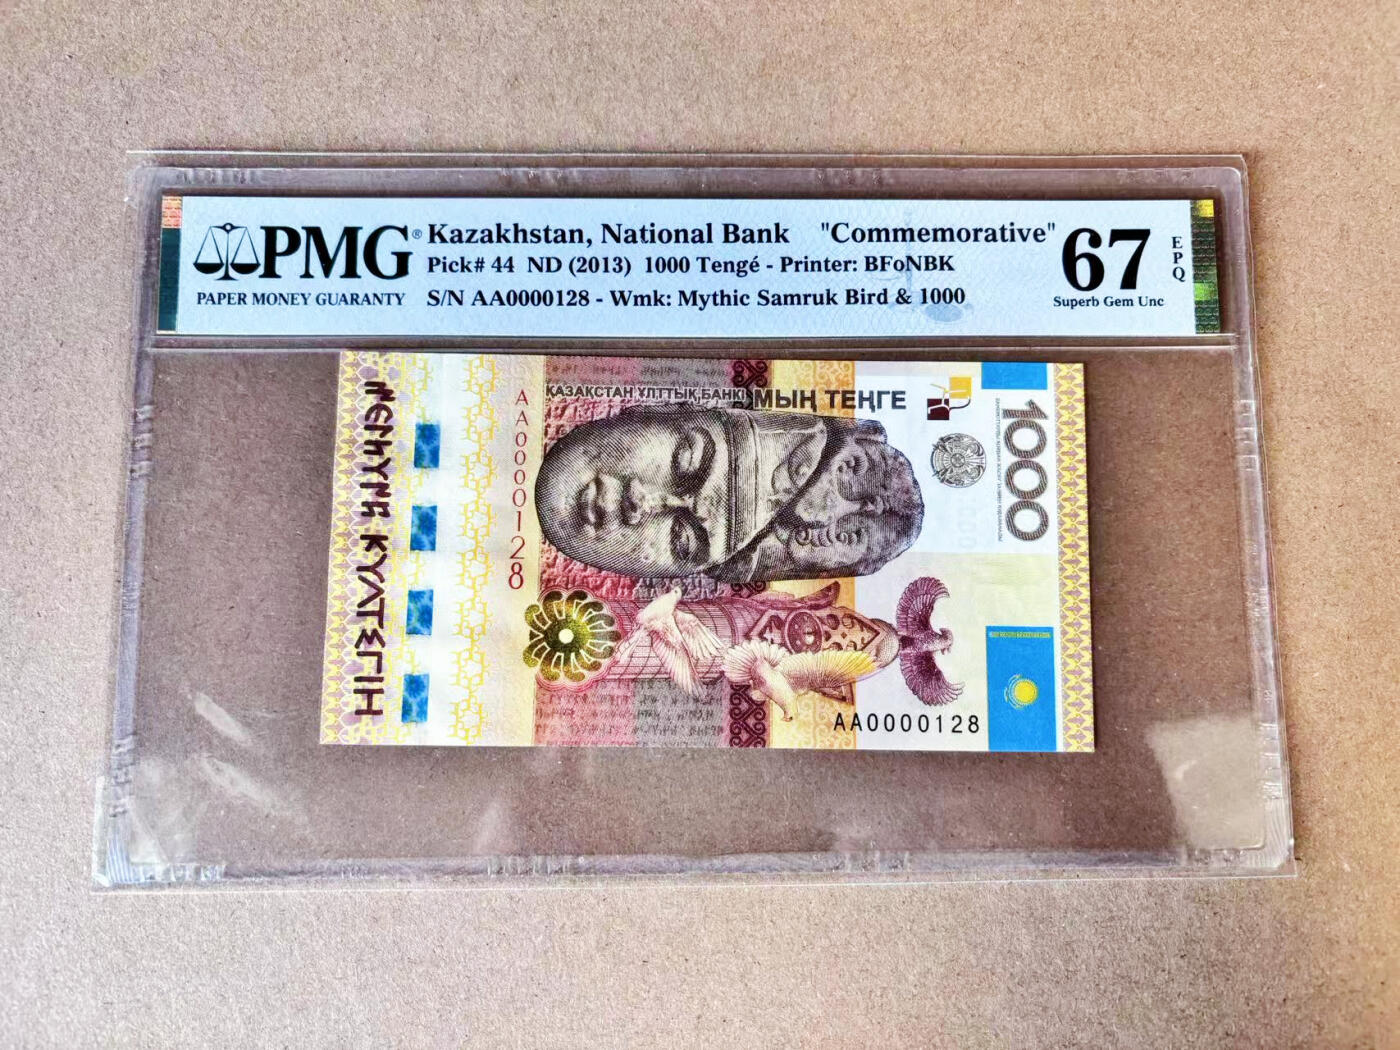 PMG®
PAPER MONEY GUARANTY
Kazakhstan, National Bank "Commemorative"
Pick# 44 ND (2013) 1000 Tengé - Printer: BFoNBK
S/N AA0000128 - Wmk: Mythic Samruk Bird & 1000
67
EPQ
Superb Gem Unc
ҚАЗАҚСТАН ҰЛТТЫҚ БАНКІ
МЫҢ ТЕҢГЕ
1000
AA0000128
КҮЛТЕГІН
AA0000128